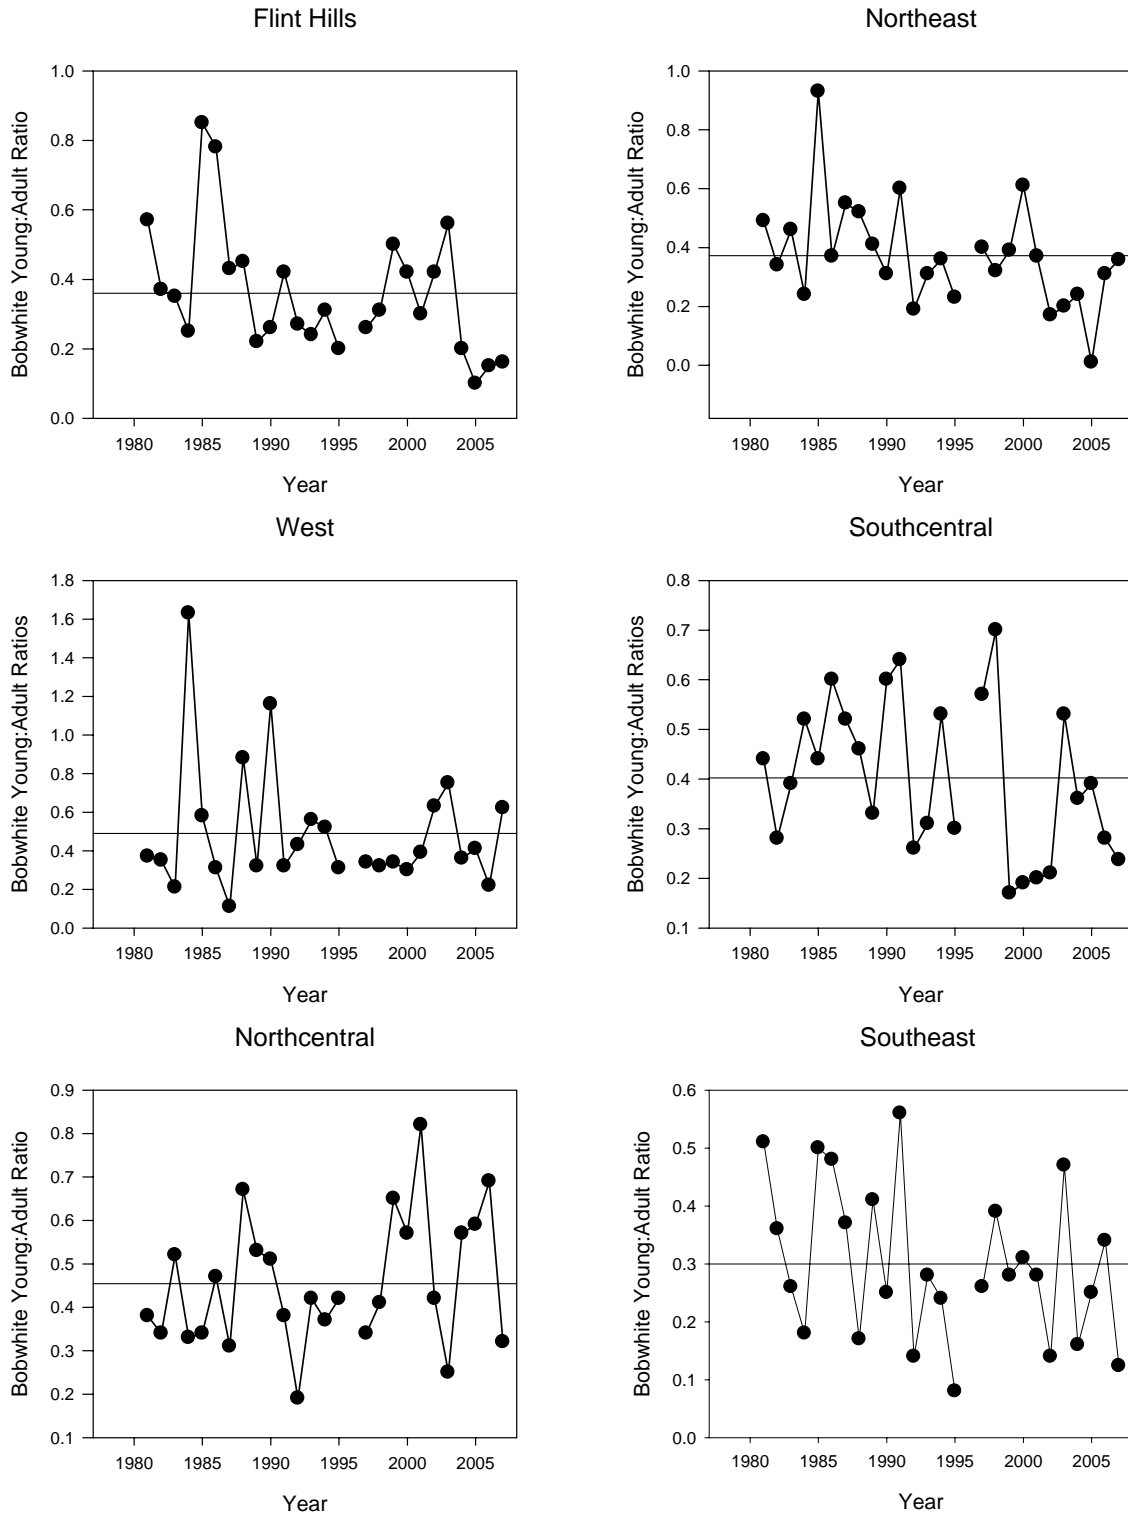 Flint Hills
Bobwhite Young:Adult Ratio
1.0
0.8
0.6
0.4
0.2
0.0
1980 1985 1990 1995 2000 2005
Year
Northeast
Bobwhite Young:Adult Ratio
1.0
0.8
0.6
0.4
0.2
0.0
1980 1985 1990 1995 2000 2005
Year
West
Bobwhite Young:Adult Ratios
1.8
1.6
1.4
1.2
1.0
0.8
0.6
0.4
0.2
0.0
1980 1985 1990 1995 2000 2005
Year
Southcentral
Bobwhite Young:Adult Ratios
0.8
0.7
0.6
0.5
0.4
0.3
0.2
0.1
1980 1985 1990 1995 2000 2005
Year
Northcentral
Bobwhite Young:Adult Ratio
0.9
0.8
0.7
0.6
0.5
0.4
0.3
0.2
0.1
1980 1985 1990 1995 2000 2005
Year
Southeast
Bobwhite Young:Adult Ratio
0.6
0.5
0.4
0.3
0.2
0.1
0.0
1980 1985 1990 1995 2000 2005
Year